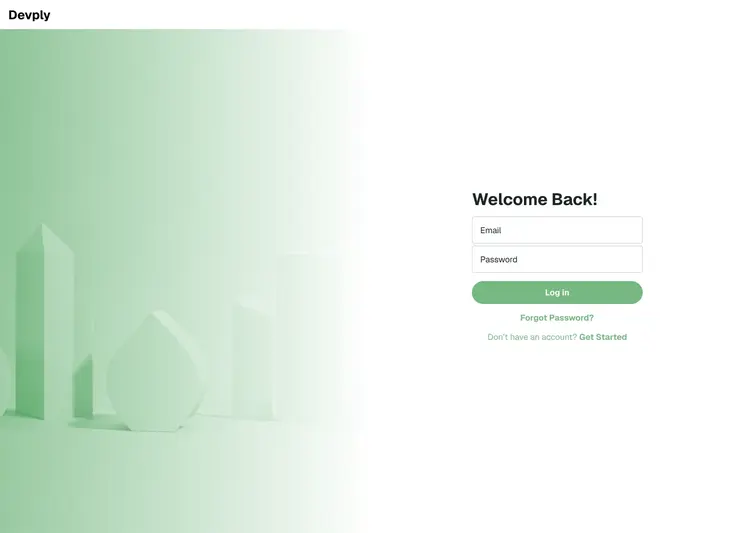 Devply
Welcome Back!
Email
Password
Log in
Forgot Password?
Don't have an account? Get Started